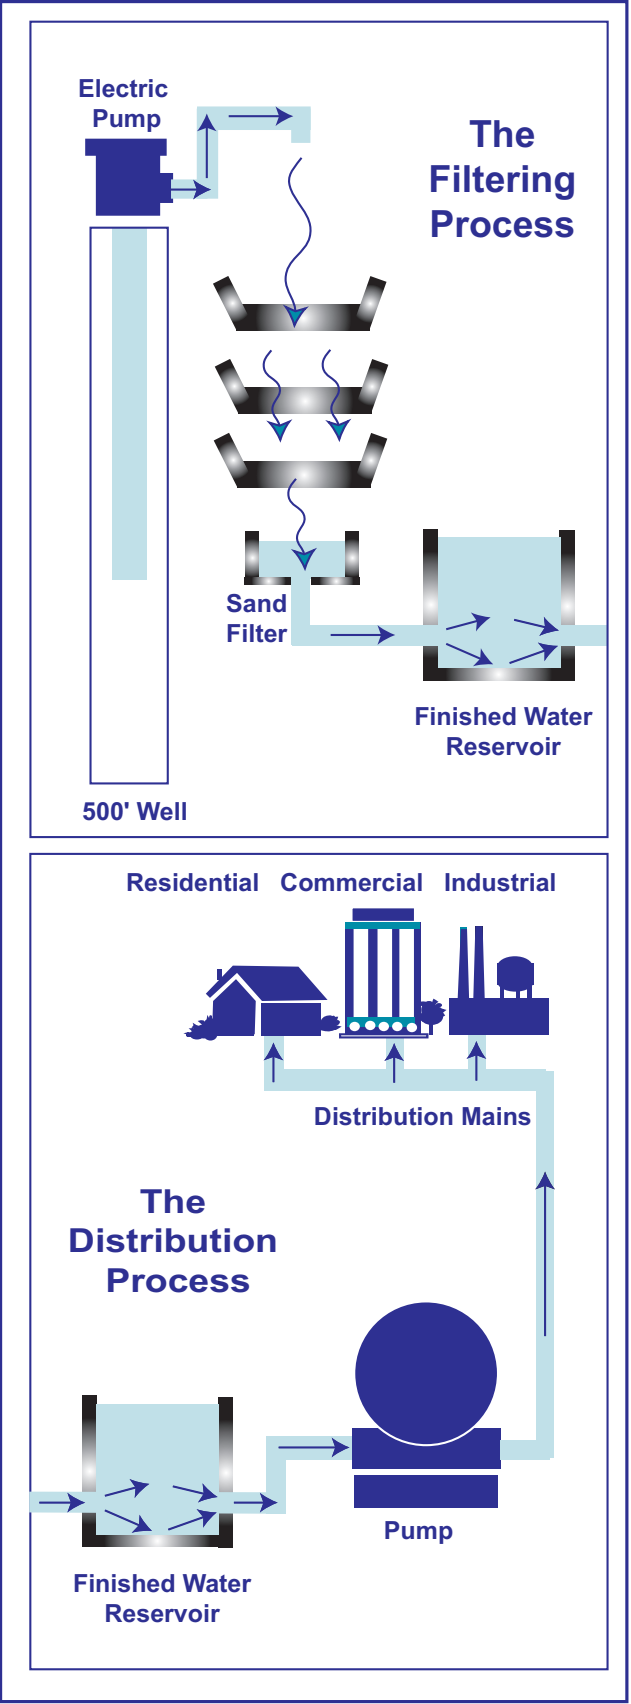 Electric
Pump
The
Filtering
Process
Sand
Filter
Finished Water
Reservoir
500' Well
Residential
Commercial
Industrial
Distribution Mains
The
Distribution
Process
Pump
Finished Water
Reservoir